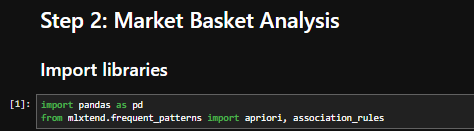 Step 2: Market Basket Analysis
Import libraries
[1]: import pandas as pd
from mlxtend.frequent_patterns import apriori, association_rules